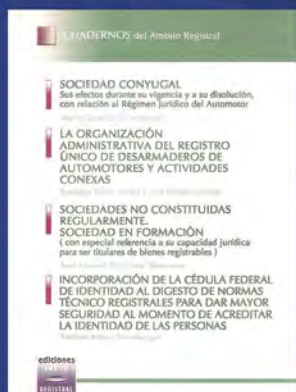 CUADERNOS del Ambito Registral
SOCIEDAD CONYUGAL
Sus efectos durante su vigencia y a su disolución,
con relación al Régimen Jurídico del Automotor
LA ORGANIZACIÓN
ADMINISTRATIVA DEL REGISTRO
ÚNICO DE DESARMADEROS DE
AUTOMOTORES Y ACTIVIDADES
CONEXAS
SOCIEDADES NO CONSTITUIDAS
REGULARMENTE.
SOCIEDAD EN FORMACIÓN
( con especial referencia a su capacidad jurídica
para ser titulares de bienes registrables )
INCORPORACIÓN DE LA CÉDULA FEDERAL
DE IDENTIDAD AL DIGESTO DE NORMAS
TÉCNICO REGISTRALES PARA DAR MAYOR
SEGURIDAD AL MOMENTO DE ACREDITAR
LA IDENTIDAD DE LAS PERSONAS
ediciones
AMBITO
REGISTRAL